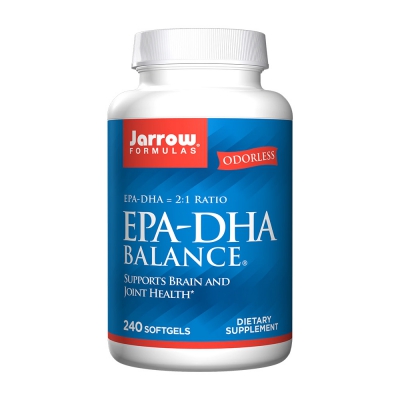 Jarrow®
FORMULAS
ODORLESS
EPA-DHA = 2:1 RATIO
EPA-DHA
BALANCE®
SUPPORTS BRAIN AND
JOINT HEALTH*
240 SOFTGELS
DIETARY
SUPPLEMENT